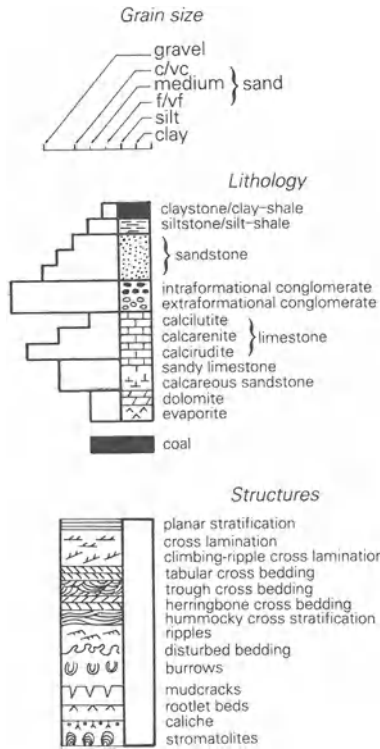 Grain size
gravel
c/vc
medium
sand
f/vf
silt
clay
Lithology
claystone/clay-shale
siltstone/silt-shale
sandstone
intraformational conglomerate
extraformational conglomerate
calcilutite
calcarenite
limestone
calcirudite
sandy limestone
calcareous sandstone
dolomite
evaporite
coal
Structures
planar stratification
cross lamination
climbing-ripple cross lamination
tabular cross bedding
trough cross bedding
herringbone cross bedding
hummocky cross stratification
ripples
disturbed bedding
burrows
mudcracks
rootlet beds
caliche
stromatolites